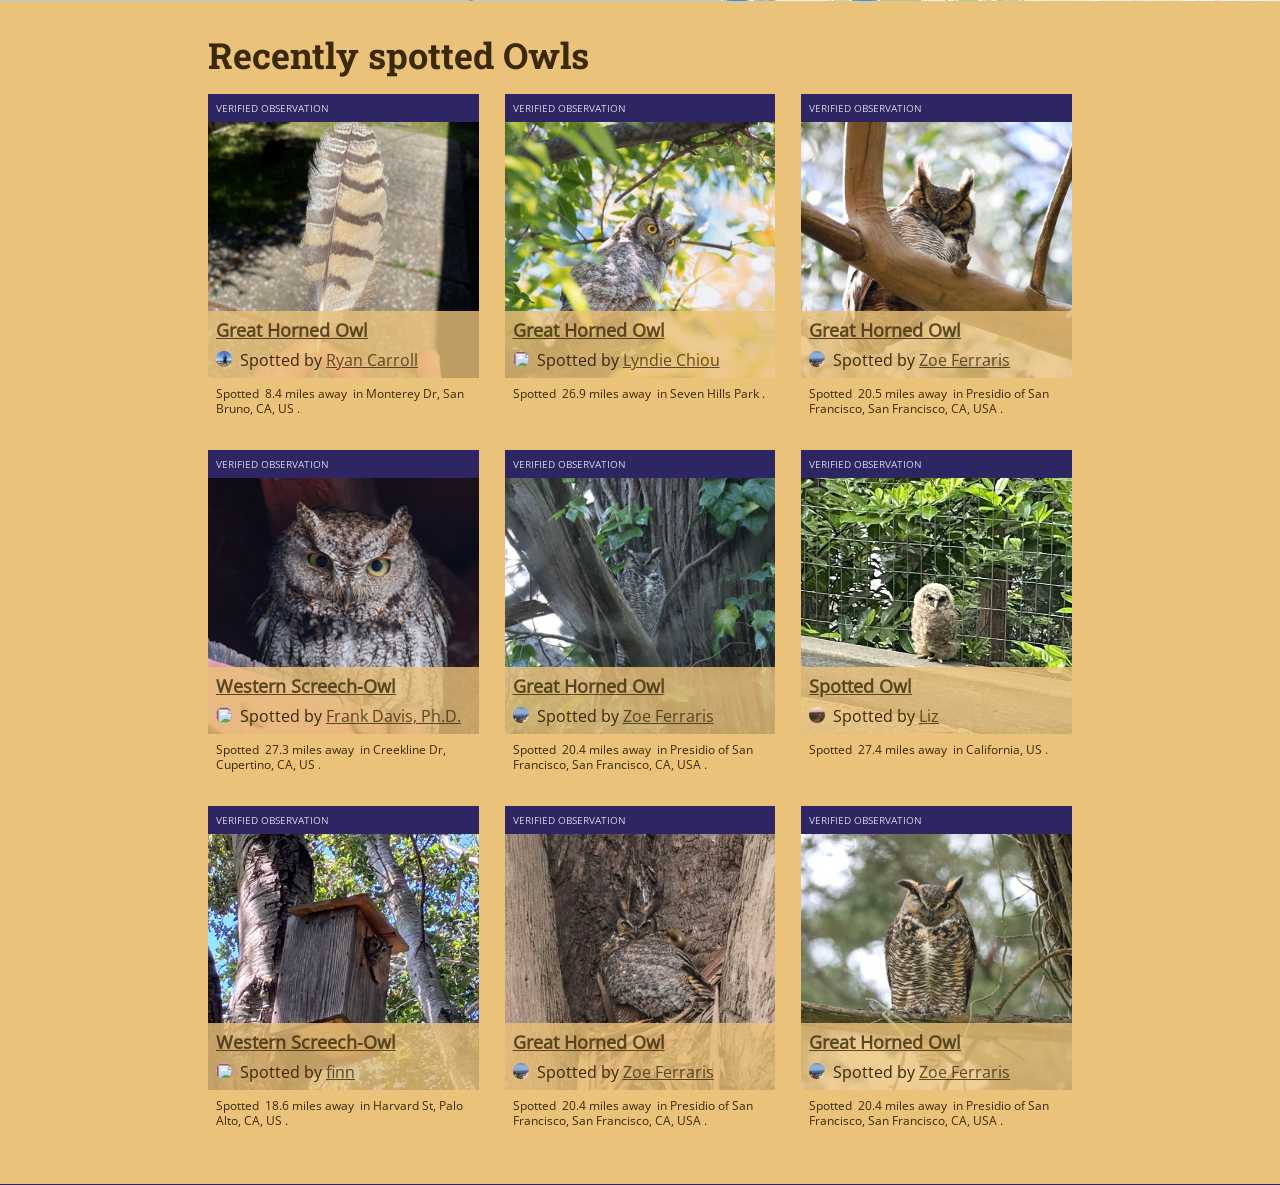 Recently spotted Owls
VERIFIED OBSERVATION
Great Horned Owl
Spotted by Ryan Carroll
Spotted 8.4 miles away in Monterey Dr, San
Bruno, CA, US .
VERIFIED OBSERVATION
Great Horned Owl
Spotted by Lyndie Chiou
Spotted 26.9 miles away in Seven Hills Park .
VERIFIED OBSERVATION
Great Horned Owl
Spotted by Zoe Ferraris
Spotted 20.5 miles away in Presidio of San
Francisco, San Francisco, CA, USA .
VERIFIED OBSERVATION
Western Screech-Owl
Spotted by Frank Davis, Ph.D.
Spotted 27.3 miles away in Creekline Dr,
Cupertino, CA, US .
VERIFIED OBSERVATION
Great Horned Owl
Spotted by Zoe Ferraris
Spotted 20.4 miles away in Presidio of San
Francisco, San Francisco, CA, USA .
VERIFIED OBSERVATION
Spotted Owl
Spotted by Liz
Spotted 27.4 miles away in California, US .
VERIFIED OBSERVATION
Western Screech-Owl
Spotted by finn
Spotted 18.6 miles away in Harvard St, Palo
Alto, CA, US .
VERIFIED OBSERVATION
Great Horned Owl
Spotted by Zoe Ferraris
Spotted 20.4 miles away in Presidio of San
Francisco, San Francisco, CA, USA .
VERIFIED OBSERVATION
Great Horned Owl
Spotted by Zoe Ferraris
Spotted 20.4 miles away in Presidio of San
Francisco, San Francisco, CA, USA .